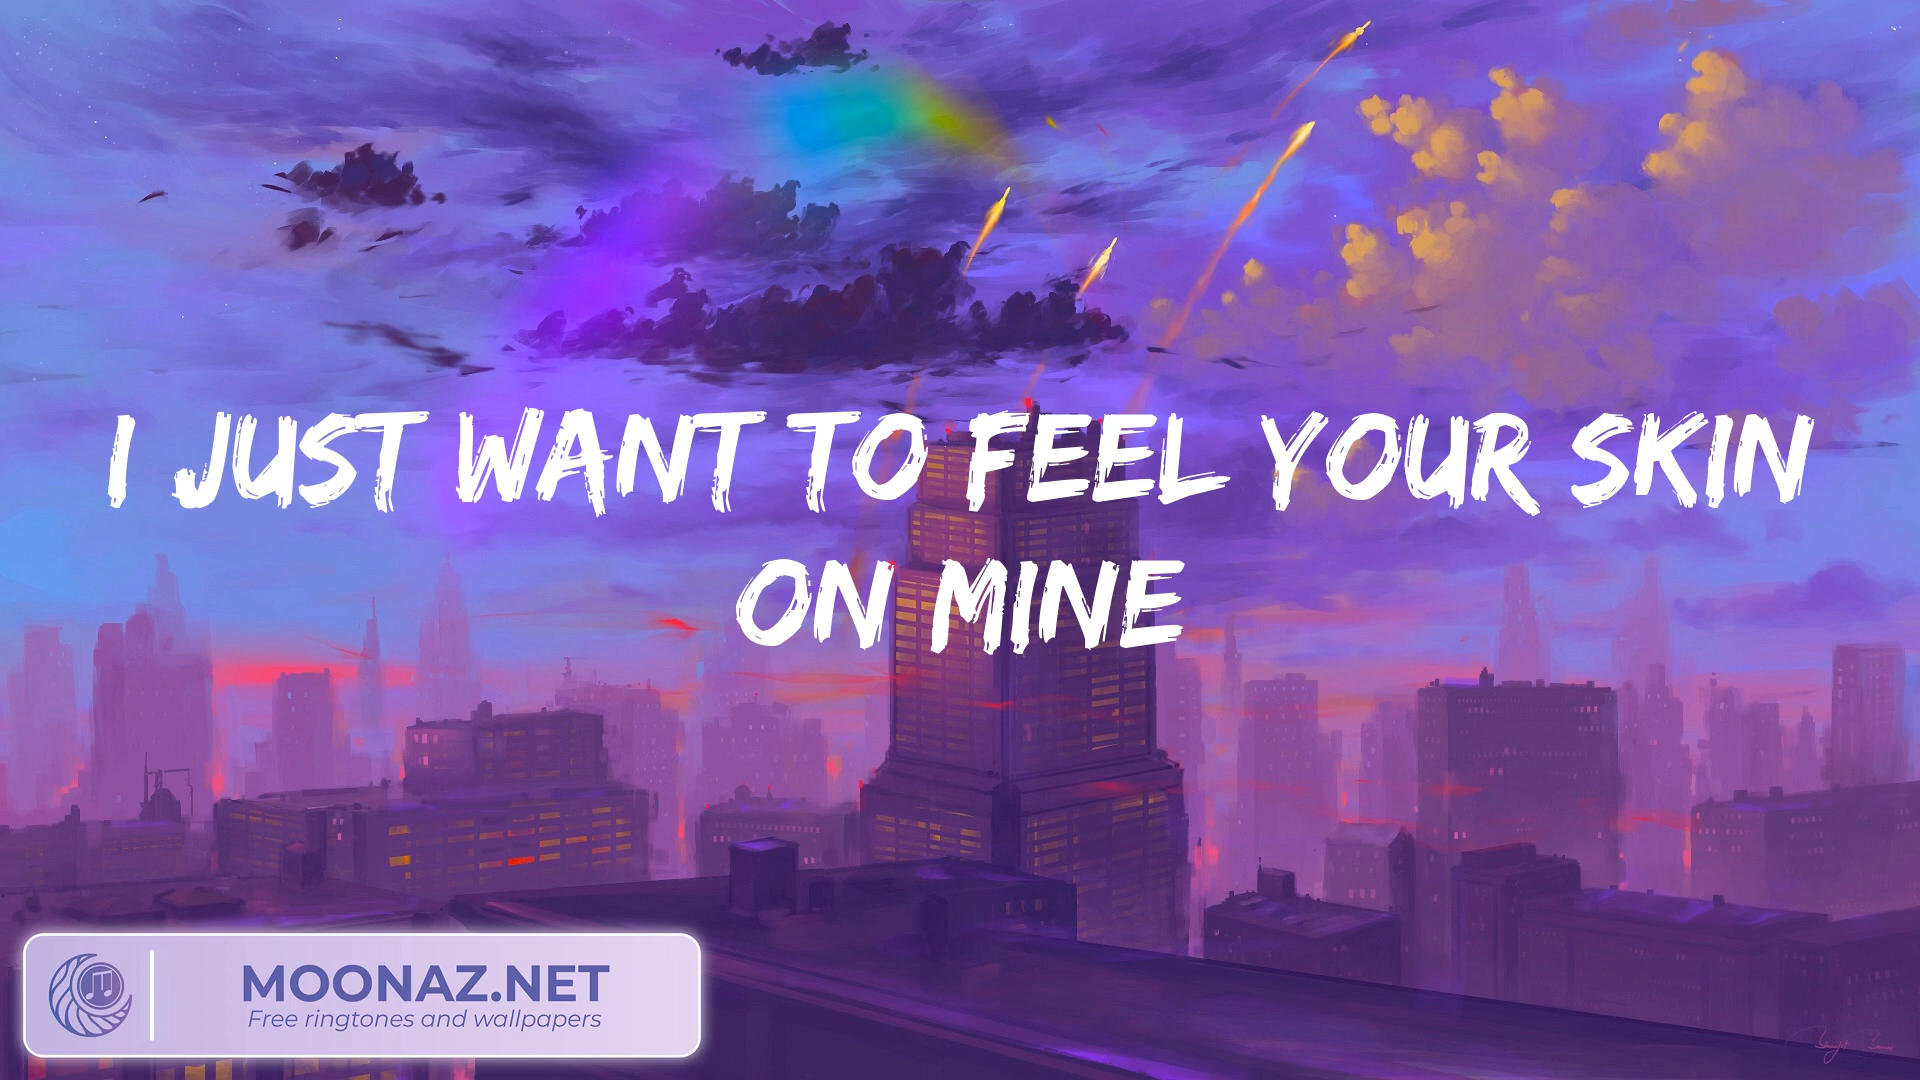 I JUST WANT TO FEEL YOUR SKIN
ON MINE
MOONAZ.NET
Free ringtones and wallpapers